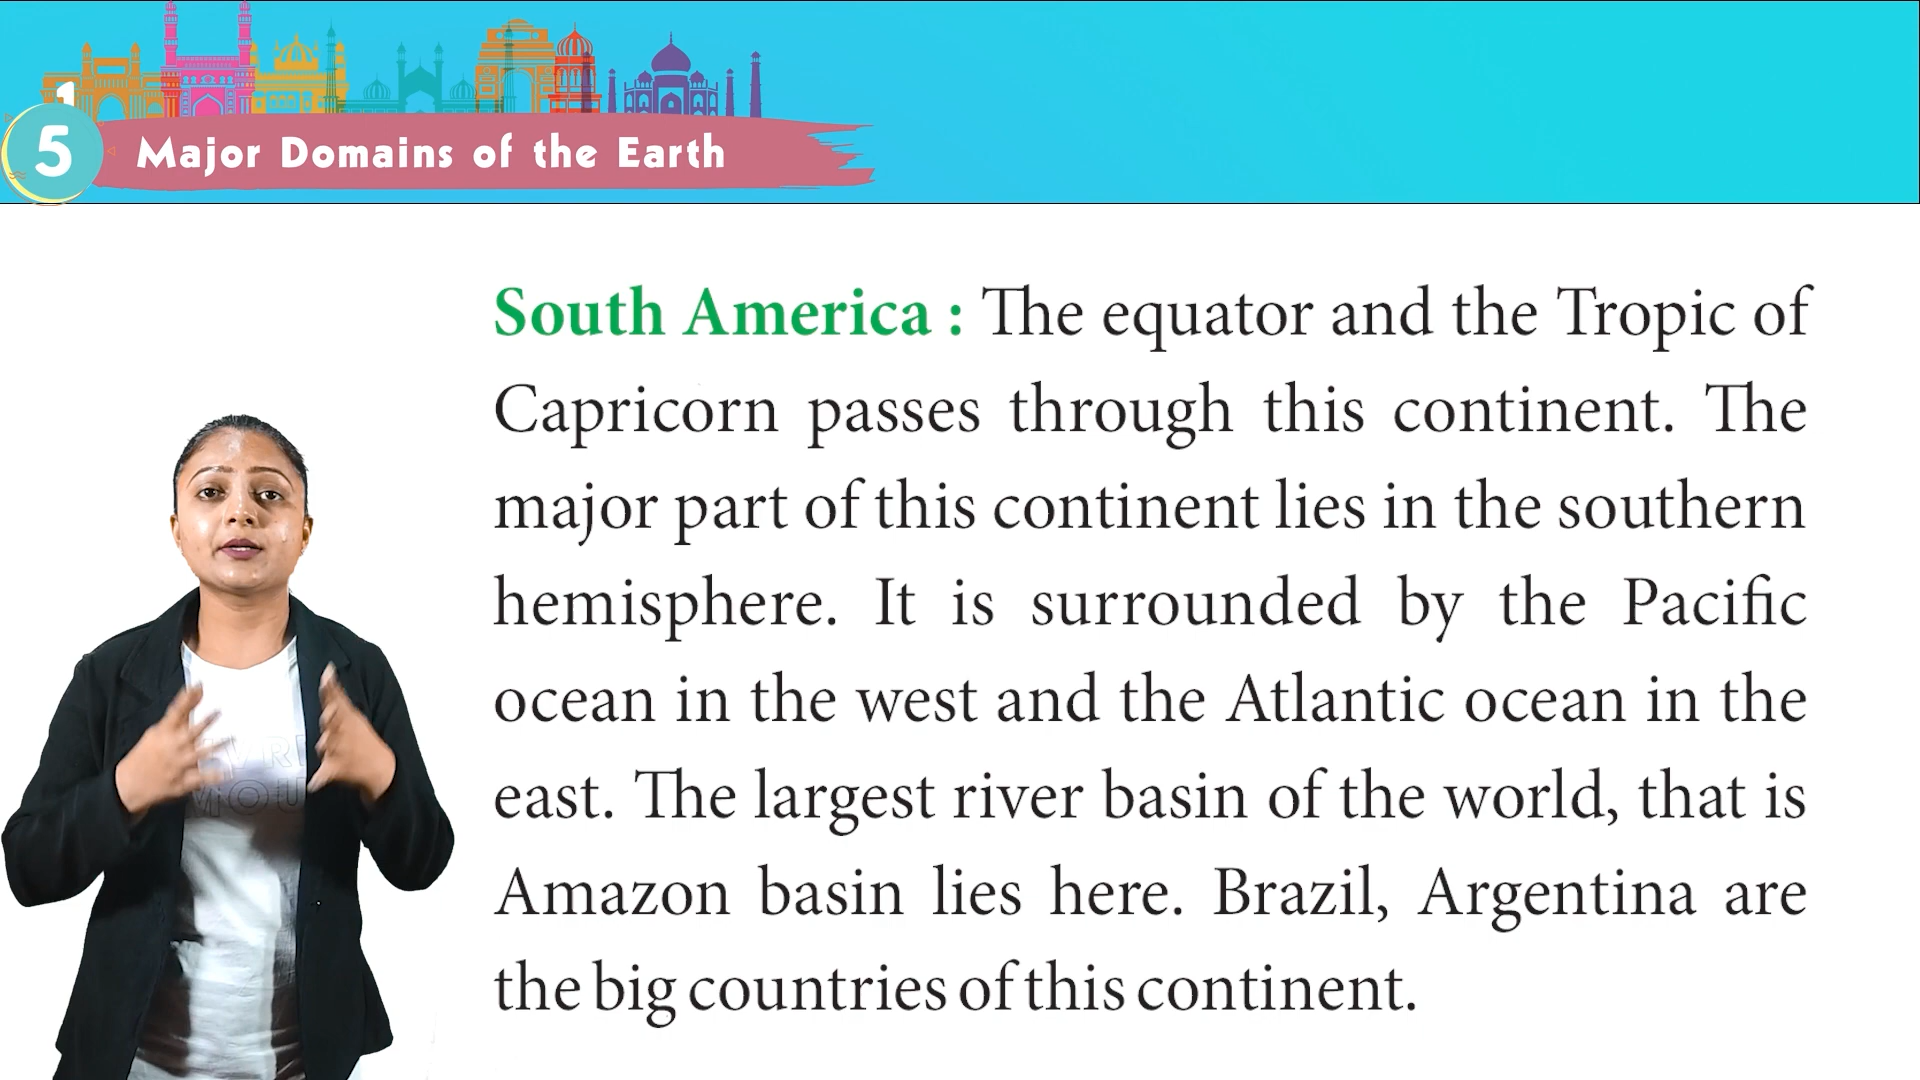 5
Major Domains of the Earth
South America : The equator and the Tropic of
Capricorn passes through this continent. The
major part of this continent lies in the southern
hemisphere. It is surrounded by the Pacific
ocean in the west and the Atlantic ocean in the
east. The largest river basin of the world, that is
Amazon basin lies here. Brazil, Argentina are
the big countries of this continent.